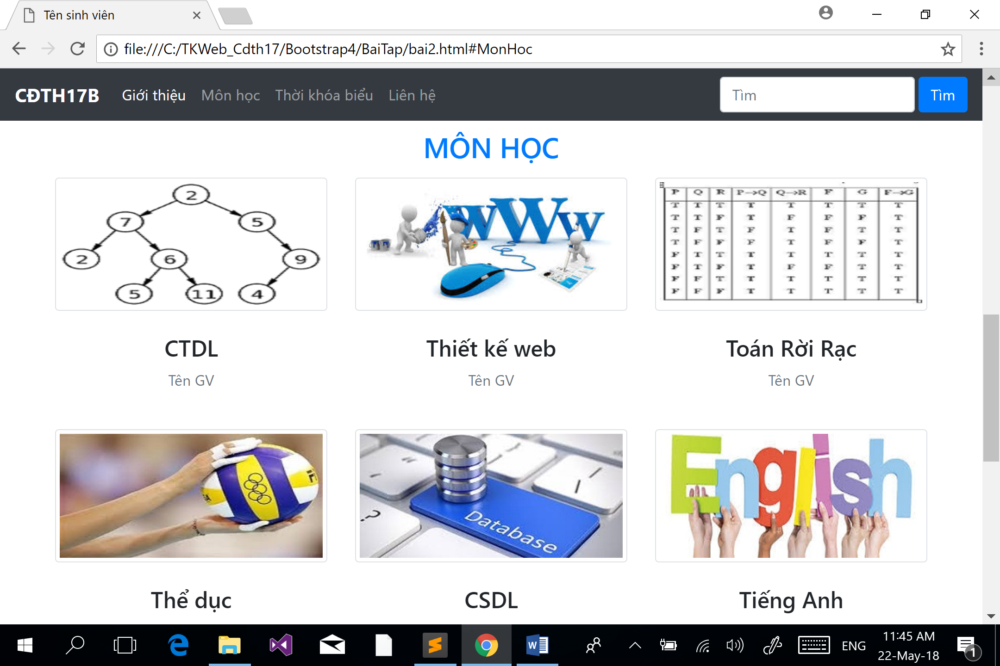 Tên sinh viên
file:///C:/TKWeb_Cdth17/Bootstrap4/BaiTap/bai2.html#MonHoc
CĐTH17B Giới thiệu Môn học Thời khóa biểu Liên hệ Tìm Tìm
MÔN HỌC
2
7 5
2 6 9
5 11 4
www
P Q R P→Q Q→R F G F→G
T T T T T T T T
T T F T F F F T
T F T F T F T T
T F F F T F F T
F T T T T T T T
F T F T F F T T
F F T T T T T T
F F F T T T T T
CTDL Thiết kế web Toán Rời Rạc
Tên GV Tên GV Tên GV
?
Database
English
Thể dục CSDL Tiếng Anh
ENG
11:45 AM
22-May-18
1